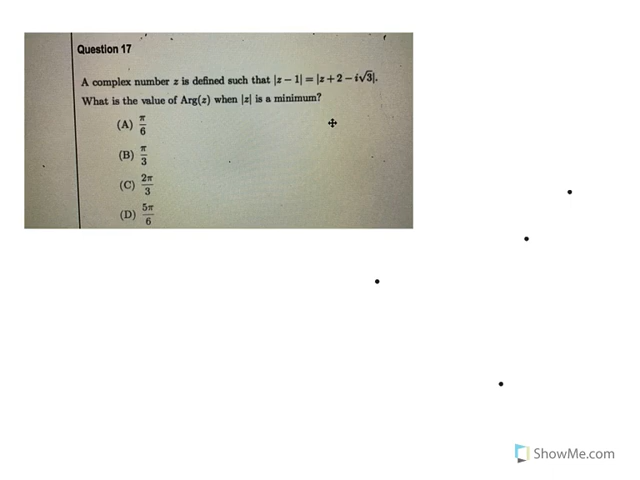 Question 17
A complex number z is defined such that |z − 1| = |z + 2 − i√3|.
What is the value of Arg(z) when |z| is a minimum?
(A) π/6
(B) π/3
(C) 2π/3
(D) 5π/6
ShowMe.com